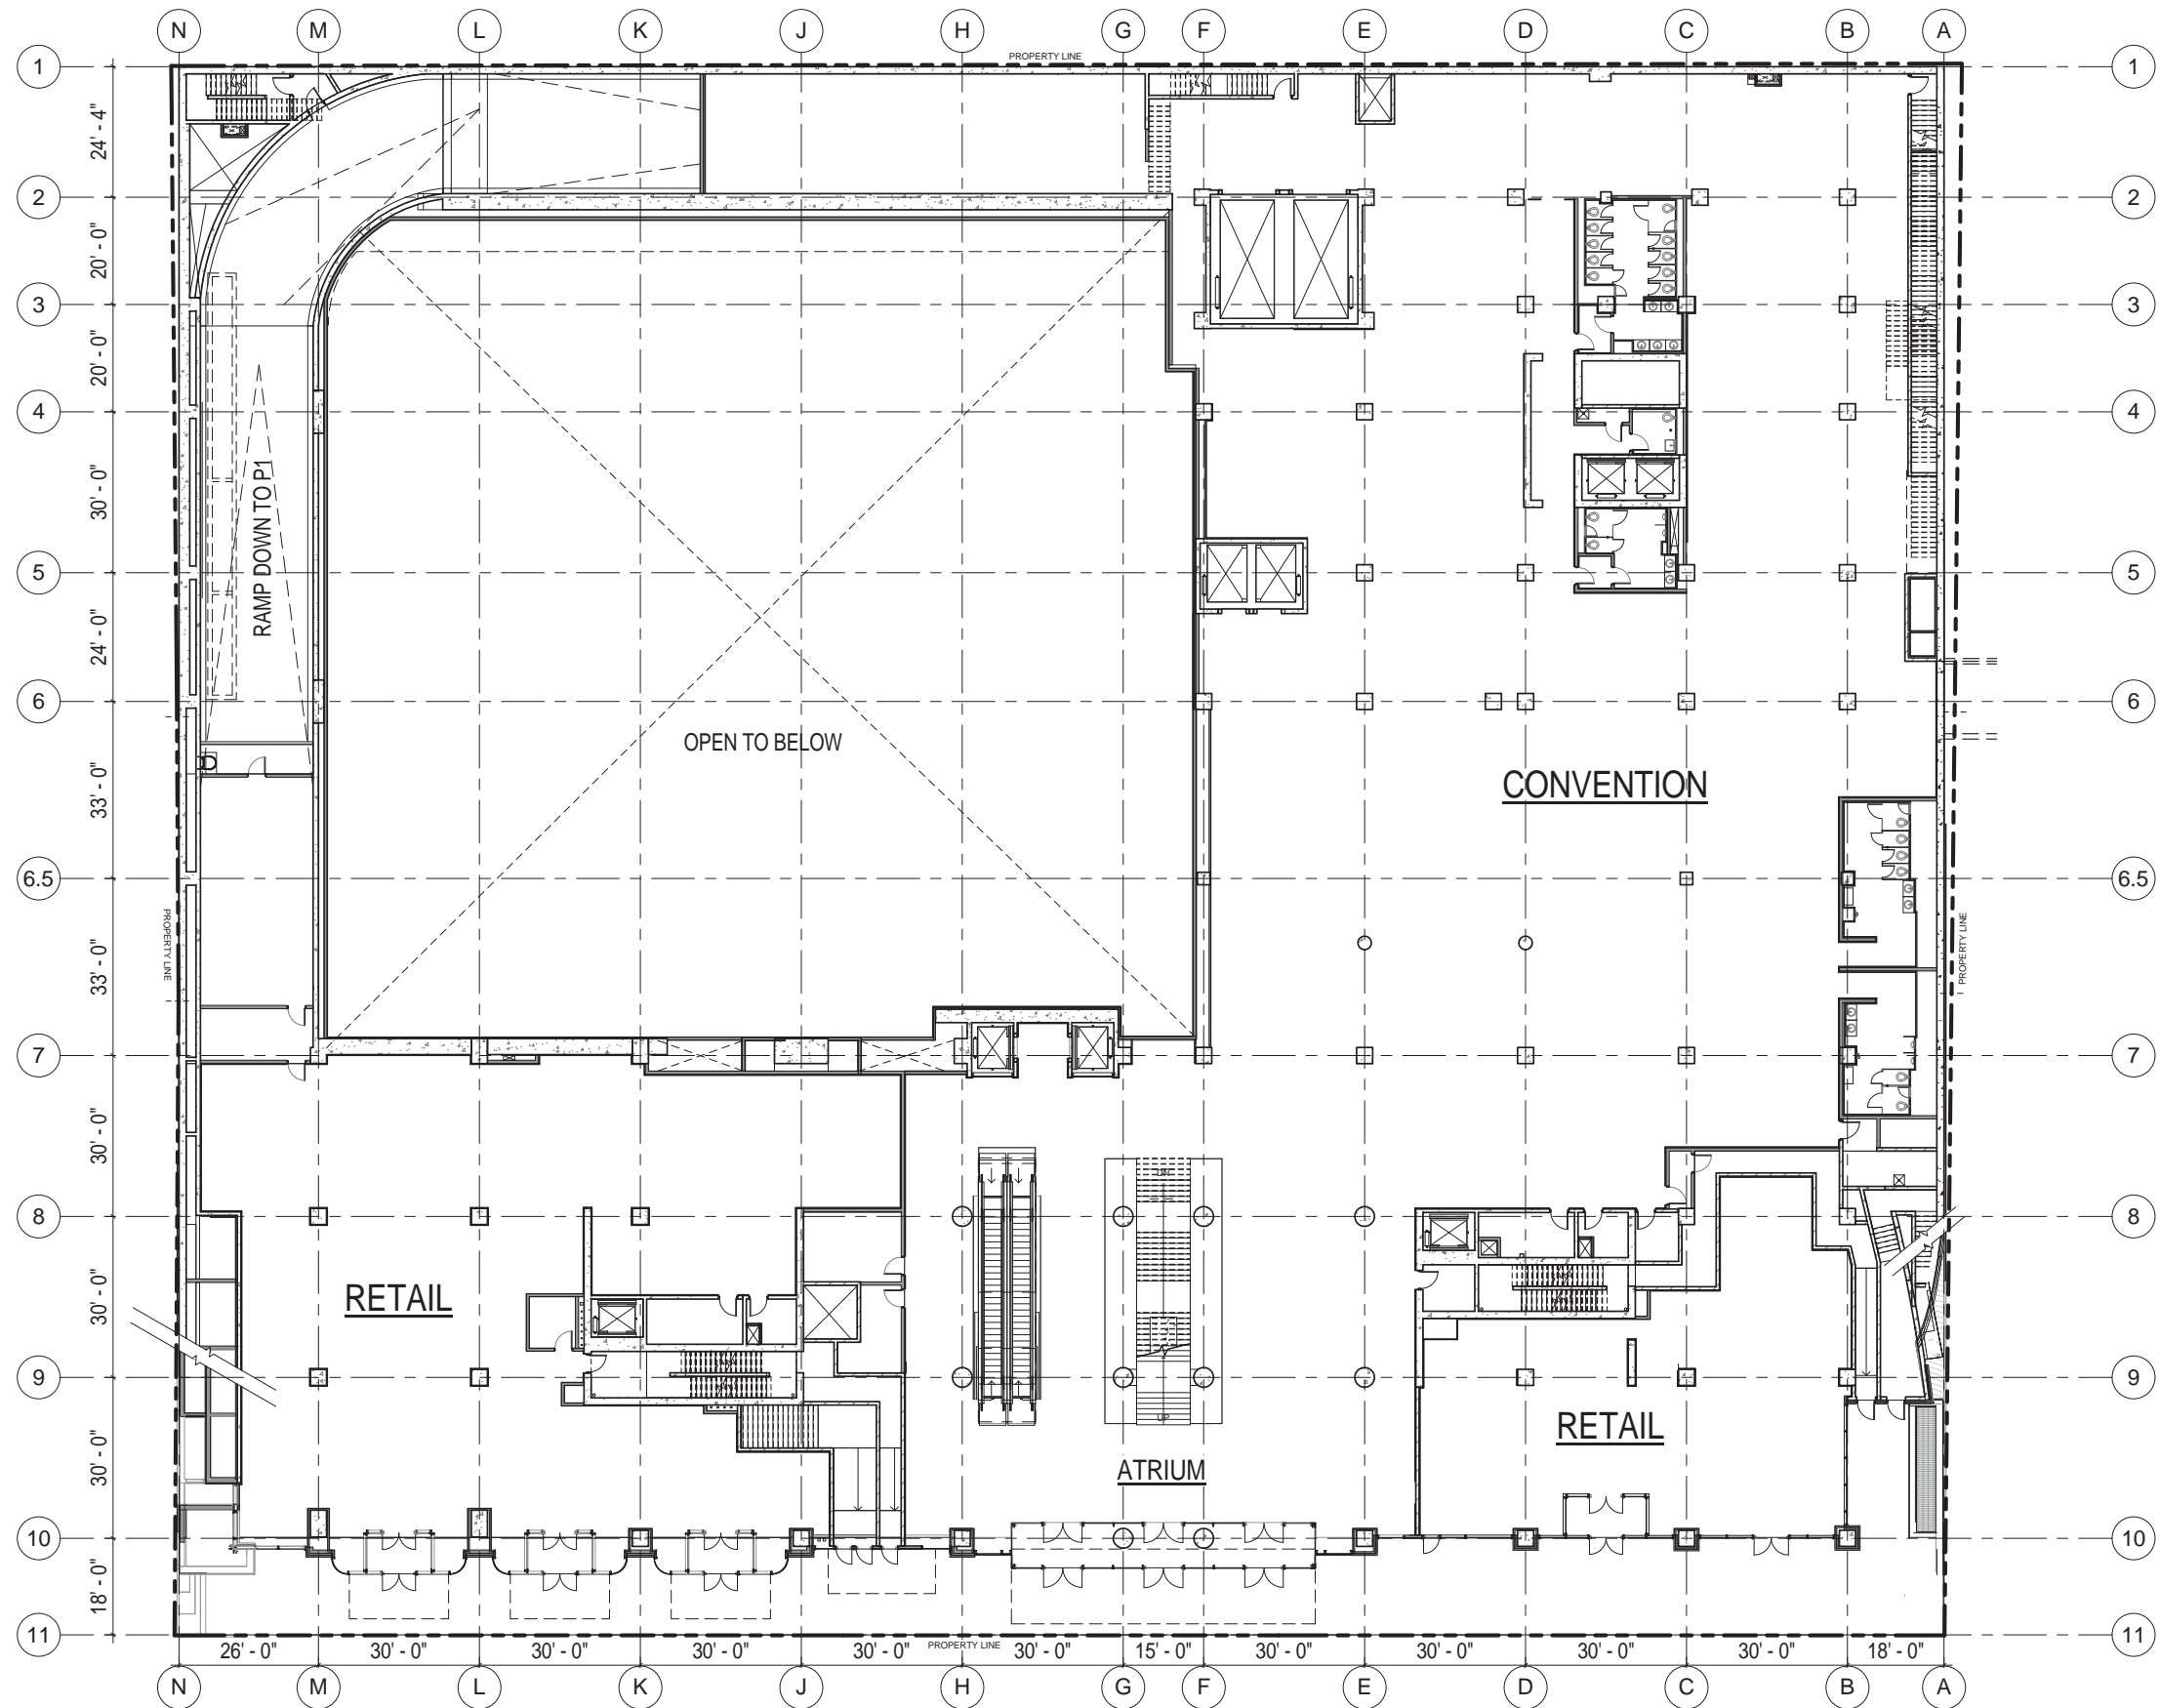 N M L K J H G F E D C B A
PROPERTY LINE
1 1
24' - 4"
2 2
20' - 0"
3 3
20' - 0"
4 4
RAMP DOWN TO P1
30' - 0"
5 5
24' - 0"
6 6
OPEN TO BELOW
CONVENTION
33' - 0"
6.5 6.5
PROPERTY LINE
PROPERTY LINE
33' - 0"
7 7
30' - 0"
DN
8 8
RETAIL
30' - 0"
9 9
UP
RETAIL
ATRIUM
30' - 0"
10 10
18' - 0"
11 11
26' - 0" 30' - 0" 30' - 0" 30' - 0" 30' - 0" 30' - 0" 15' - 0" 30' - 0" 30' - 0" 30' - 0" 30' - 0" 18' - 0"
PROPERTY LINE
N M L K J H G F E D C B A